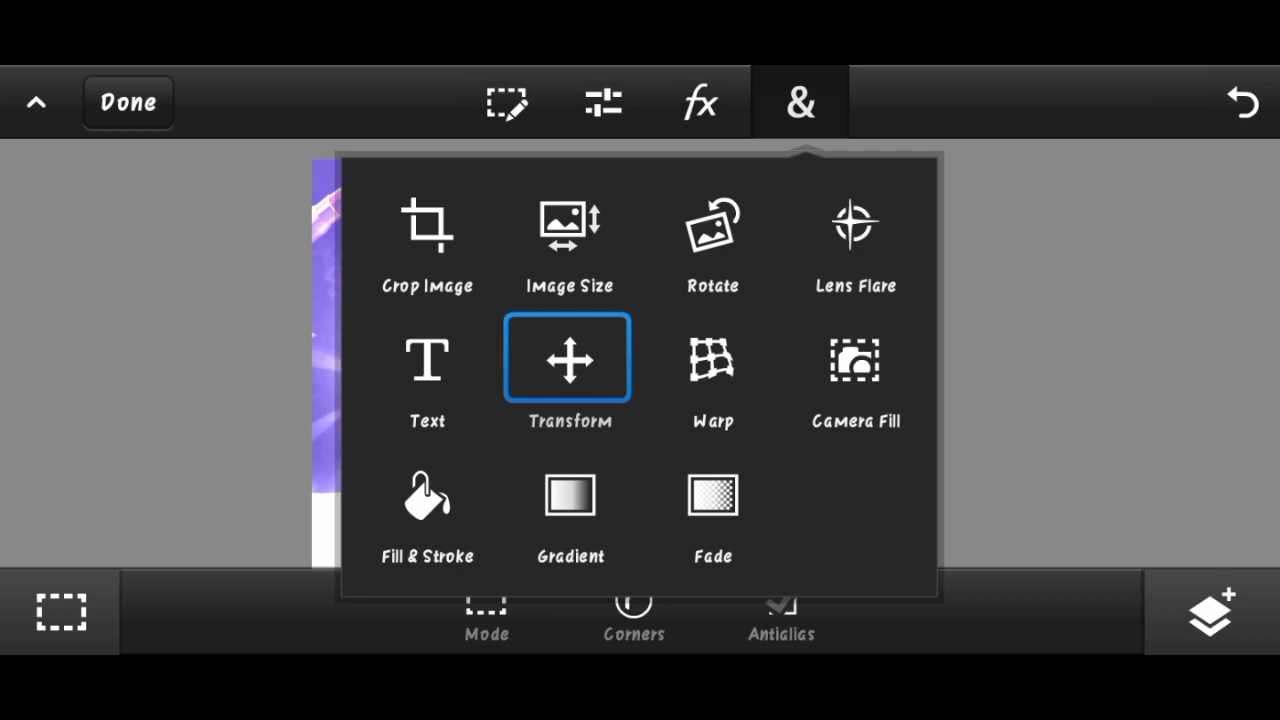 Done
fx
&
Crop Image
Image Size
Rotate
Lens Flare
T
Text
Transform
Warp
Camera Fill
Fill & Stroke
Gradient
Fade
Mode
Corners
Antialias